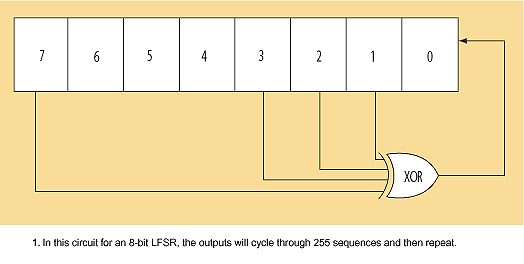 7 6 5 4 3 2 1 0
XOR
1. In this circuit for an 8-bit LFSR, the outputs will cycle through 255 sequences and then repeat.